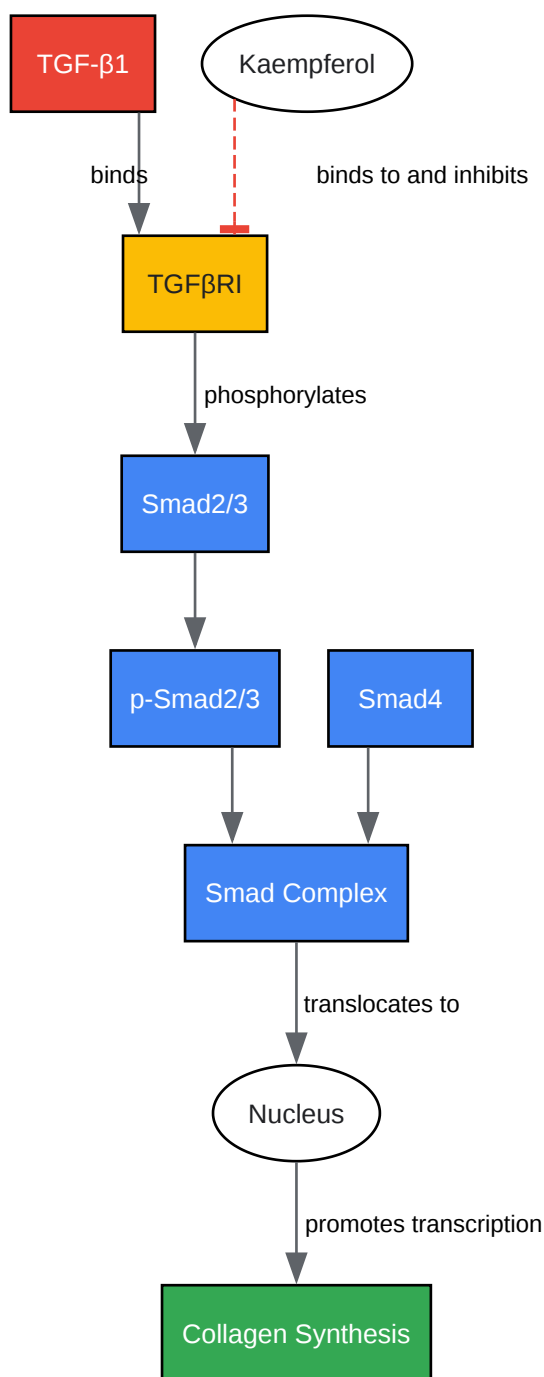 TGF-β1
Kaempferol
binds
binds to and inhibits
TGFβRI
phosphorylates
Smad2/3
p-Smad2/3
Smad4
Smad Complex
translocates to
Nucleus
promotes transcription
Collagen Synthesis